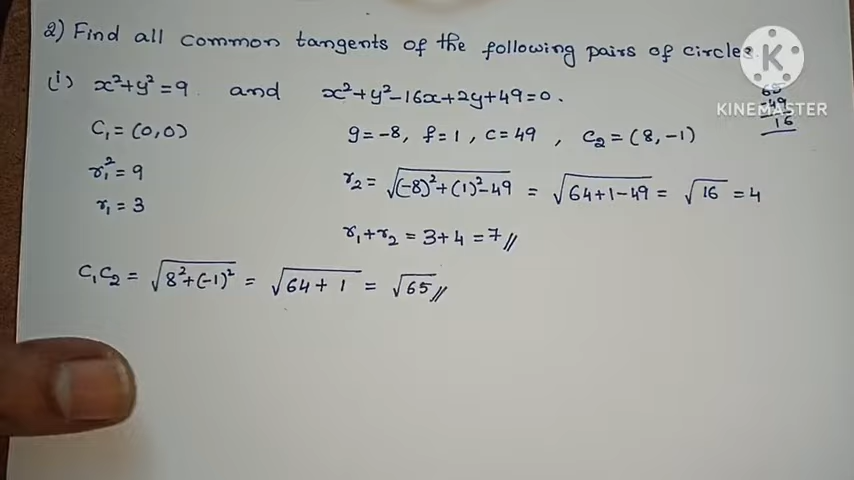 2) Find all common tangents of the following pairs of circles.
(i) x²+y²=9 and x²+y²-16x+2y+49=0.
65
-49
16
KINEMASTER
C₁=(0,0) g=-8, f=1, c=49, C₂=(8,-1)
r₁²=9 r₂=√(-8)²+(1)²-49 = √64+1-49 = √16 =4
r₁=3
r₁+r₂=3+4=7//
C₁C₂=√8²+(-1)² = √64+1 = √65//